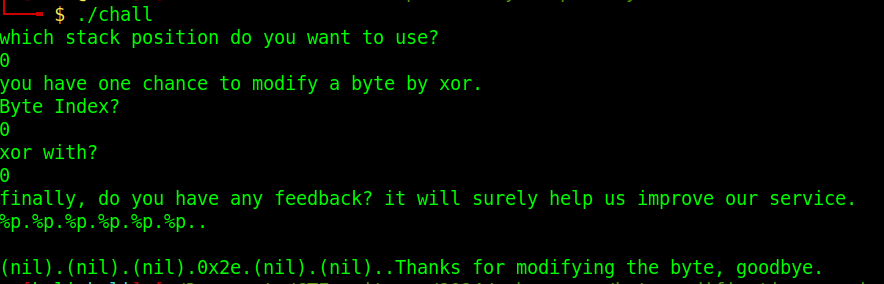 $ ./chall
which stack position do you want to use?
0
you have one chance to modify a byte by xor.
Byte Index?
0
xor with?
0
finally, do you have any feedback? it will surely help us improve our service.
%p.%p.%p.%p.%p.%p..
(nil).(nil).(nil).0x2e.(nil).(nil)..Thanks for modifying the byte, goodbye.